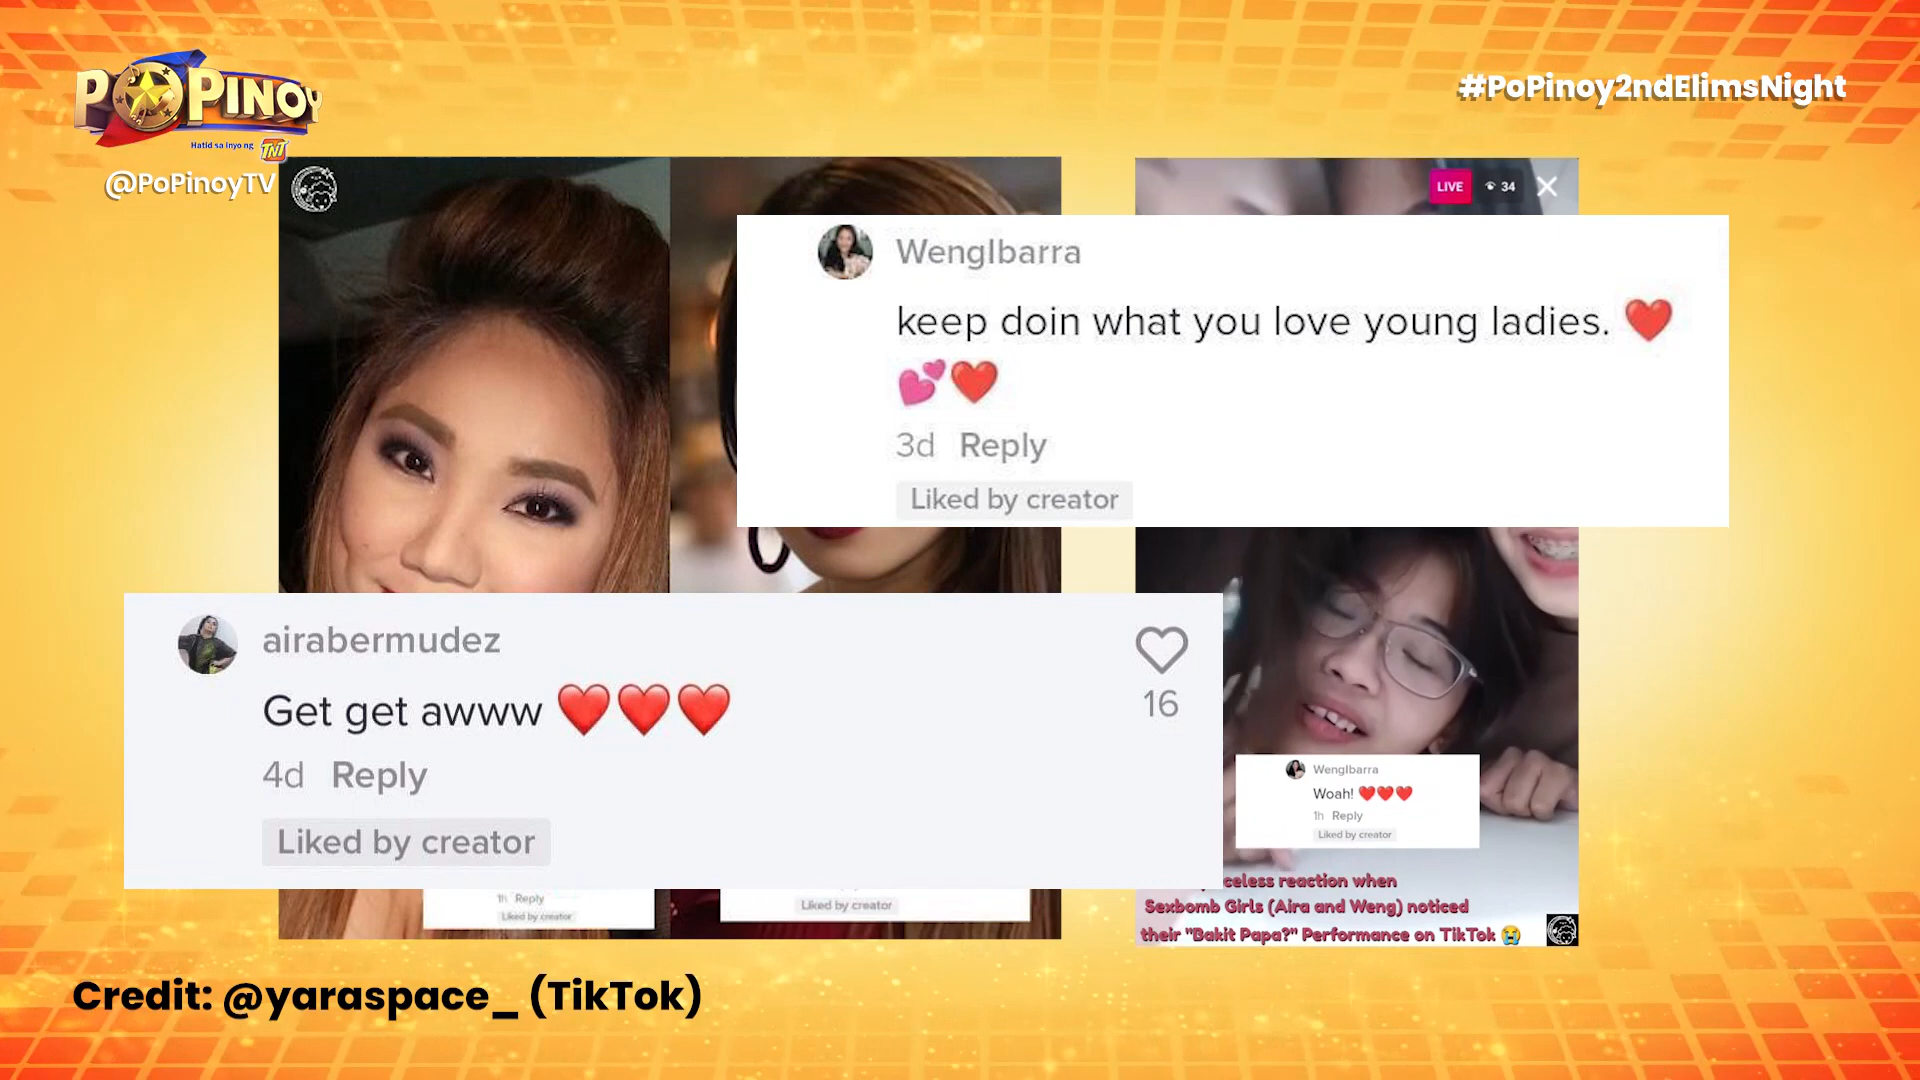 POPINOY
Hatid sa inyo ng TNT
@PoPinoyTV
#PoPinoy2ndElimsNight
LIVE 34
WengIbarra
keep doin what you love young ladies. ❤️
💕❤️
3d Reply
Liked by creator
airabermudez
Get get awww ❤️❤️❤️
16
4d Reply
Liked by creator
WengIbarra
Woah! ❤️❤️❤️
1h Reply
Liked by creator
1h Reply
Liked by creator
Liked by creator
reaction when
Sexbomb Girls (Aira and Weng) noticed
their "Bakit Papa?" Performance on TikTok 😭
Credit: @yaraspace_ (TikTok)